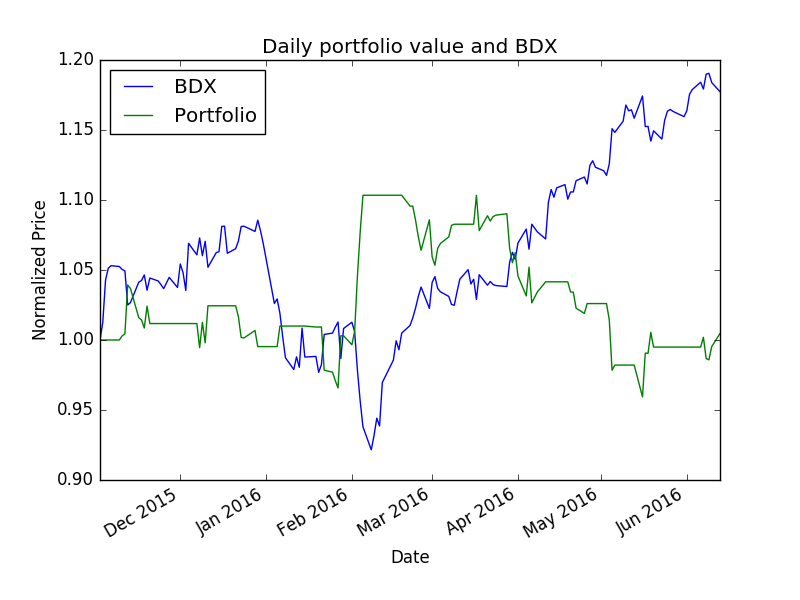 Daily portfolio value and BDX
1.20
1.15
1.10
1.05
1.00
0.95
0.90
Normalized Price
BDX
Portfolio
Dec 2015
Jan 2016
Feb 2016
Mar 2016
Apr 2016
May 2016
Jun 2016
Date